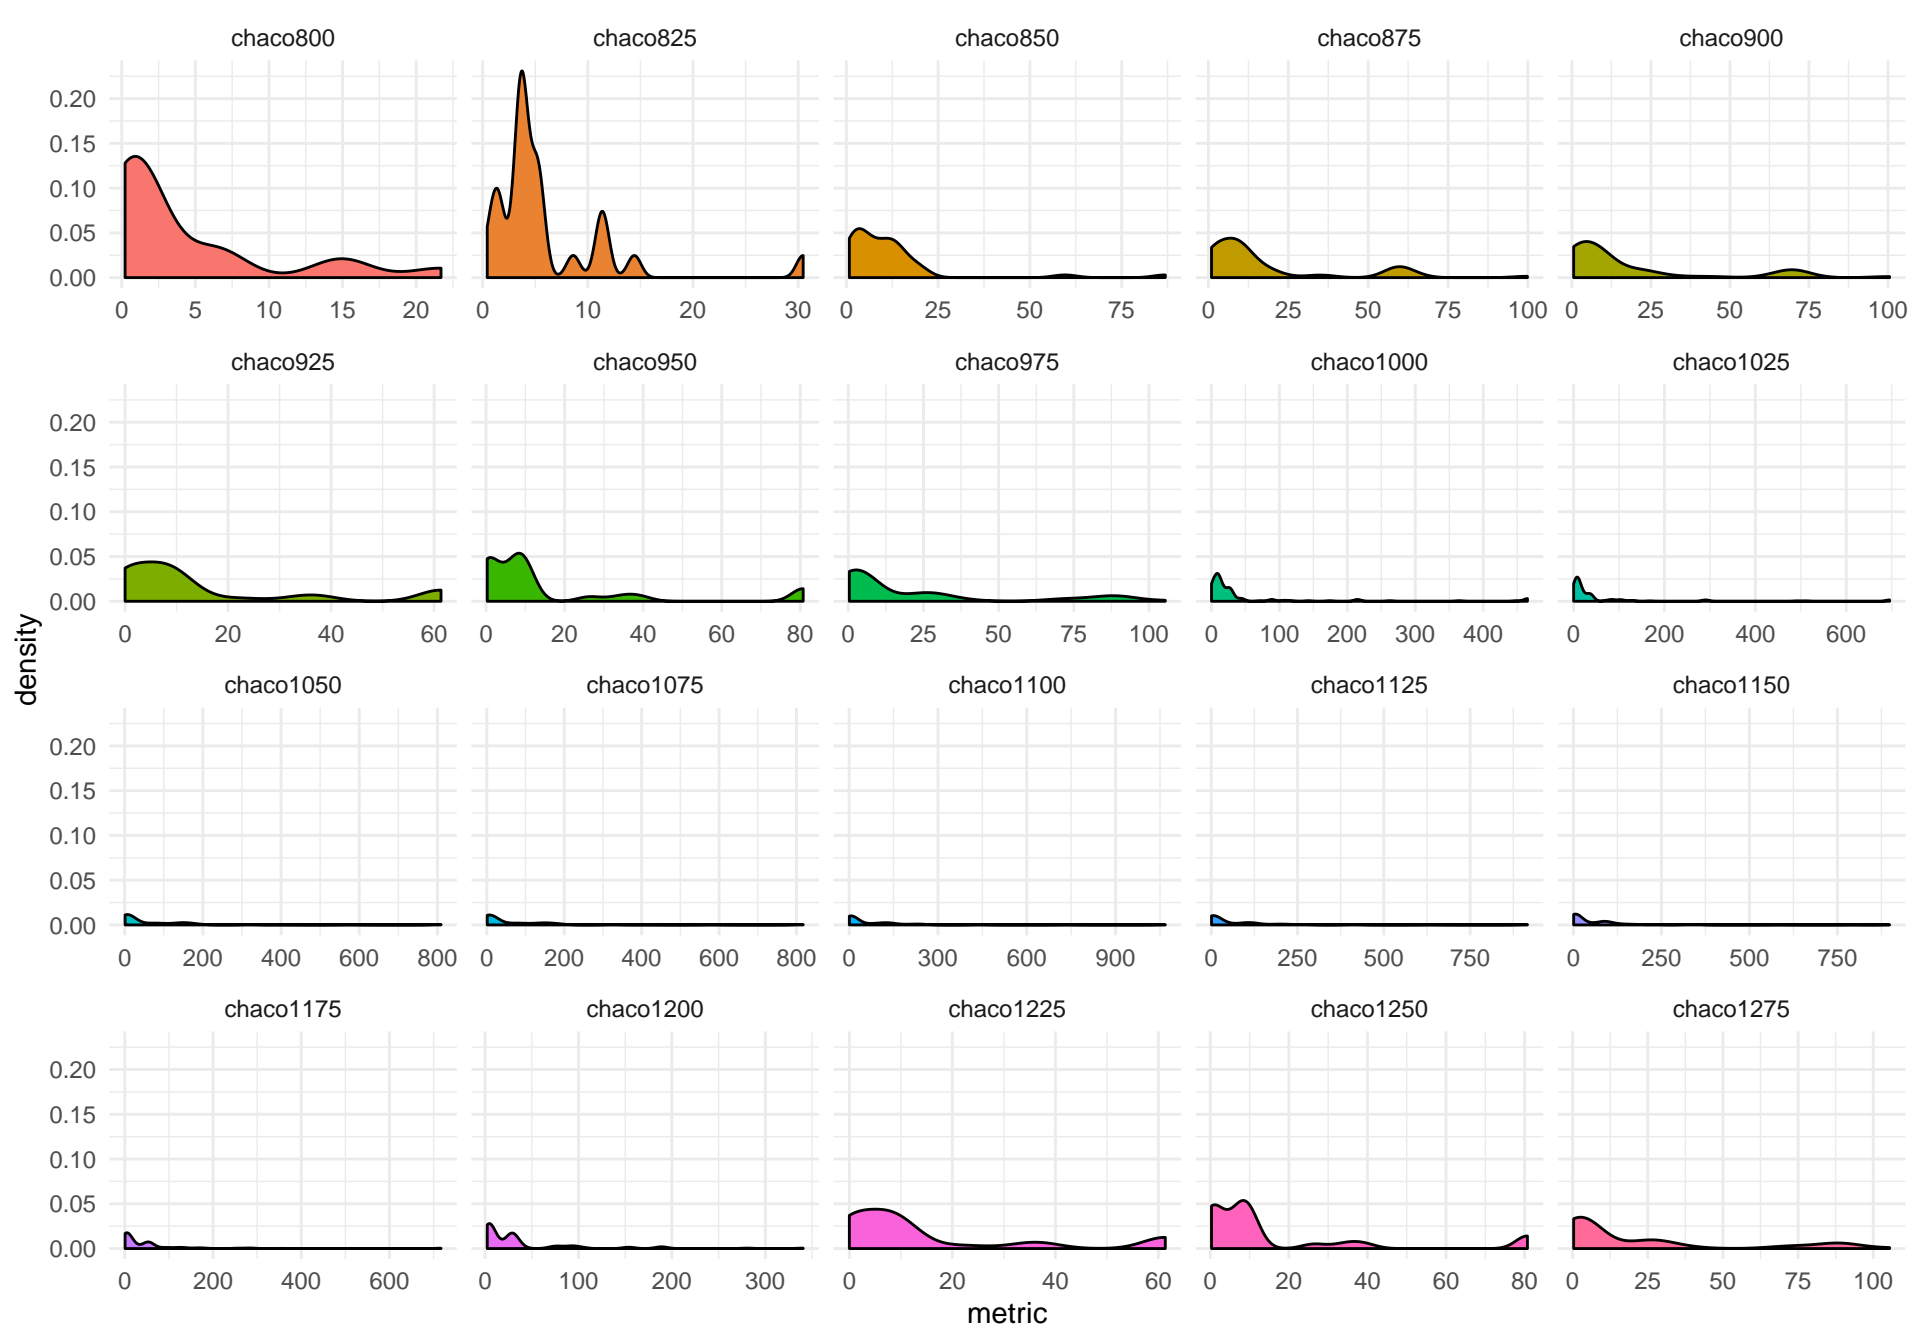 chaco800 chaco825 chaco850 chaco875 chaco900
0.20
0.15
0.10
0.05
0.00
0 5 10 15 20 0 10 20 30 0 25 50 75 0 25 50 75 100 0 25 50 75 100
chaco925 chaco950 chaco975 chaco1000 chaco1025
0.20
0.15
0.10
0.05
0.00
0 20 40 60 0 20 40 60 80 0 25 50 75 100 0 100 200 300 400 0 200 400 600
density
chaco1050 chaco1075 chaco1100 chaco1125 chaco1150
0.20
0.15
0.10
0.05
0.00
0 200 400 600 800 0 200 400 600 800 0 300 600 900 0 250 500 750 0 250 500 750
chaco1175 chaco1200 chaco1225 chaco1250 chaco1275
0.20
0.15
0.10
0.05
0.00
0 200 400 600 0 100 200 300 0 20 40 60 0 20 40 60 80 0 25 50 75 100
metric